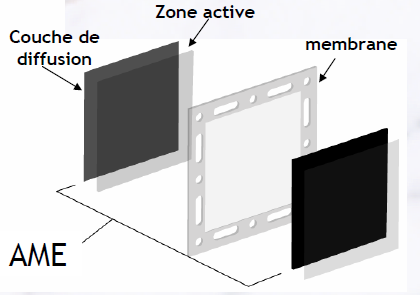 Zone active
Couche de
diffusion
membrane
AME